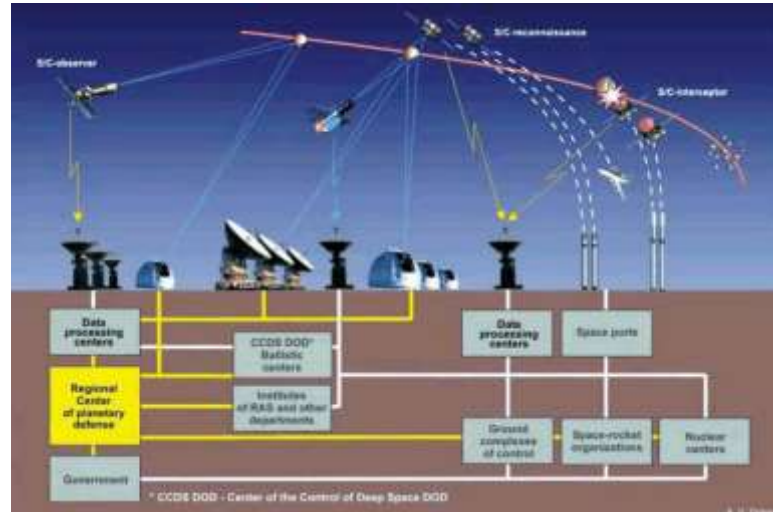 S/C-reconnaissance
S/C-observer
S/C-interceptor
Data
processing
centers
CCDS DOD*
Ballistic
centers
Data
processing
centers
Space ports
Regional
Center
of planetary
defense
Institutes
of RAS and other
departments
Ground
complexes
of control
Space-rocket
organizations
Nuclear
centers
Government
* CCDS DOD - Center of the Control of Deep Space DOD